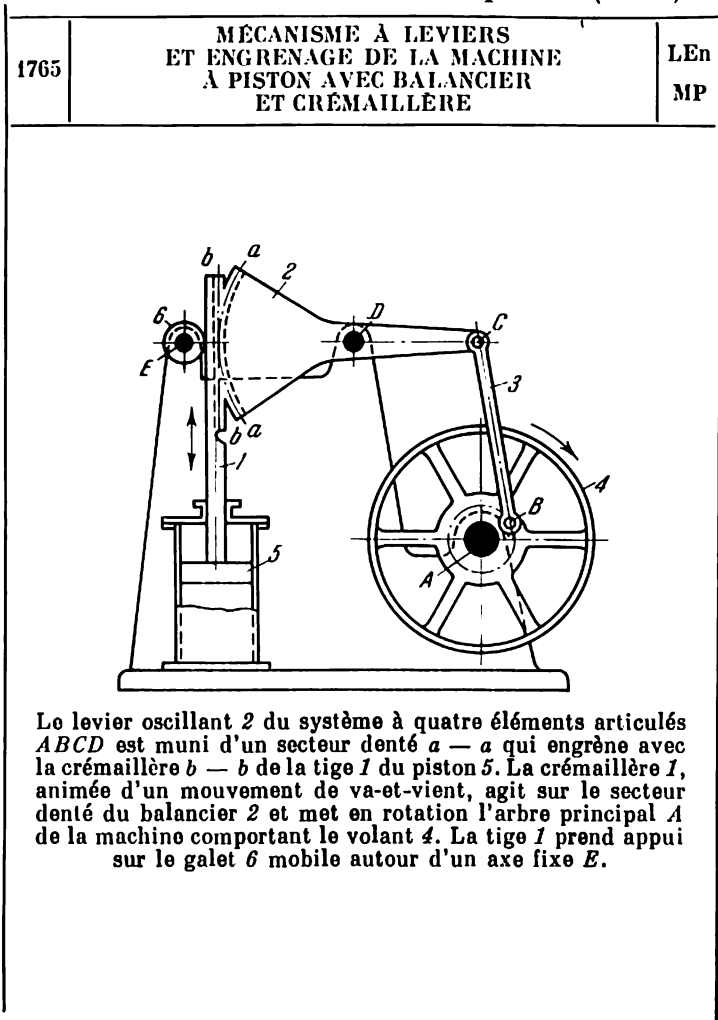 1765
MÉCANISME À LEVIERS
ET ENGRENAGE DE LA MACHINE
À PISTON AVEC BALANCIER
ET CRÉMAILLÈRE
LEn
MP
b
a
2
6
D
C
E
3
b
a
1
4
B
5
A
Le levier oscillant 2 du système à quatre éléments articulés
ABCD est muni d'un secteur denté a — a qui engrène avec
la crémaillère b — b de la tige 1 du piston 5. La crémaillère 1,
animée d'un mouvement de va-et-vient, agit sur le secteur
denté du balancier 2 et met en rotation l'arbre principal A
de la machine comportant le volant 4. La tige 1 prend appui
sur le galet 6 mobile autour d'un axe fixe E.